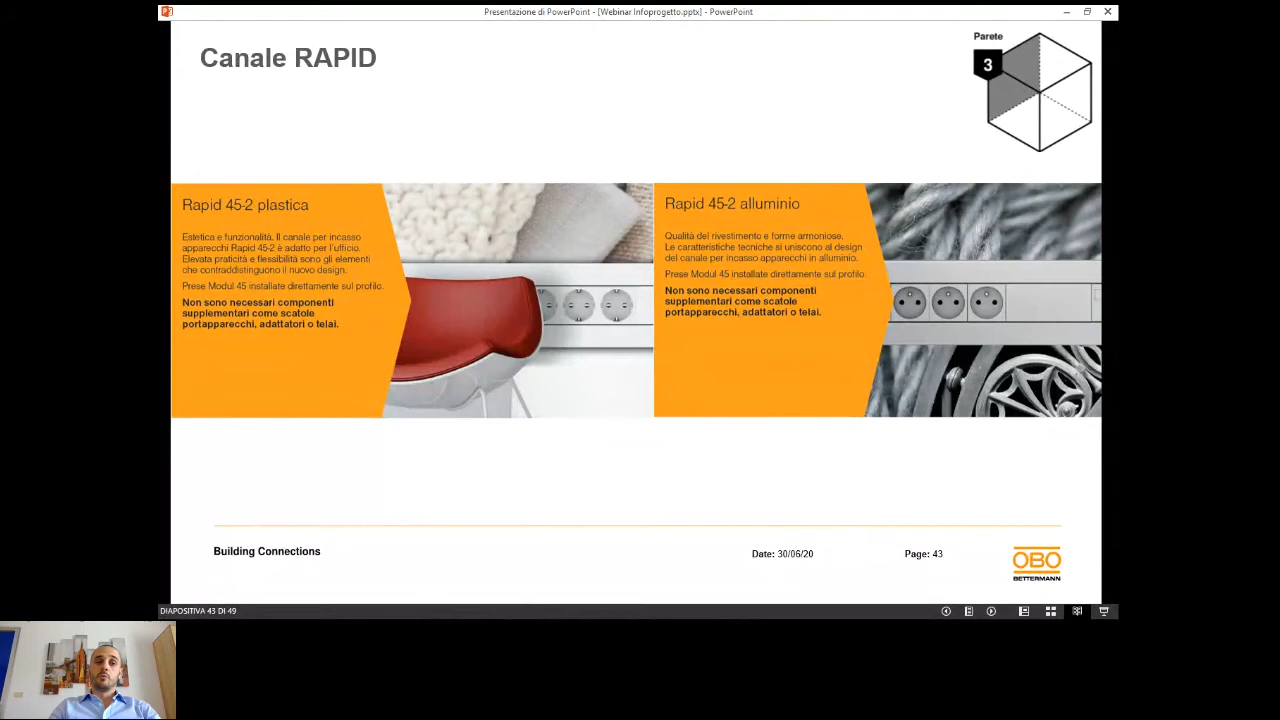 Presentazione di PowerPoint - [Webinar Infoprogetto.pptx] - PowerPoint
Canale RAPID
Parete
3
Rapid 45-2 plastica
Estetica e funzionalità. Il canale per incasso
apparecchi Rapid 45-2 è adatto per l'ufficio.
Elevata praticità e flessibilità sono gli elementi
che contraddistinguono il nuovo design.
Prese Modul 45 installate direttamente sul profilo.
Non sono necessari componenti
supplementari come scatole
portapparecchi, adattatori o telai.
Rapid 45-2 alluminio
Qualità del rivestimento e forme armoniose.
Le caratteristiche tecniche si uniscono al design
del canale per incasso apparecchi in alluminio.
Prese Modul 45 installate direttamente sul profilo.
Non sono necessari componenti
supplementari come scatole
portapparecchi, adattatori o telai.
Building Connections
Date: 30/06/20
Page: 43
OBO
BETTERMANN
DIAPOSITIVA 43 DI 49